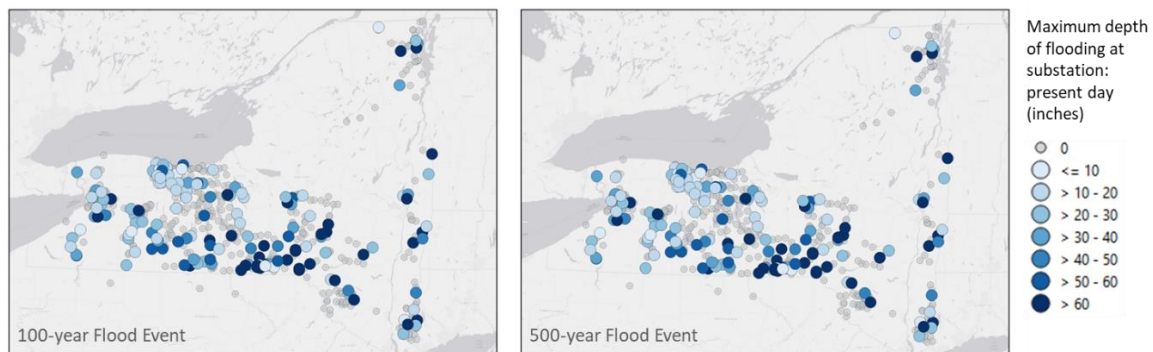 100-year Flood Event
500-year Flood Event
Maximum depth
of flooding at
substation:
present day
(inches)
0
<= 10
> 10 - 20
> 20 - 30
> 30 - 40
> 40 - 50
> 50 - 60
> 60